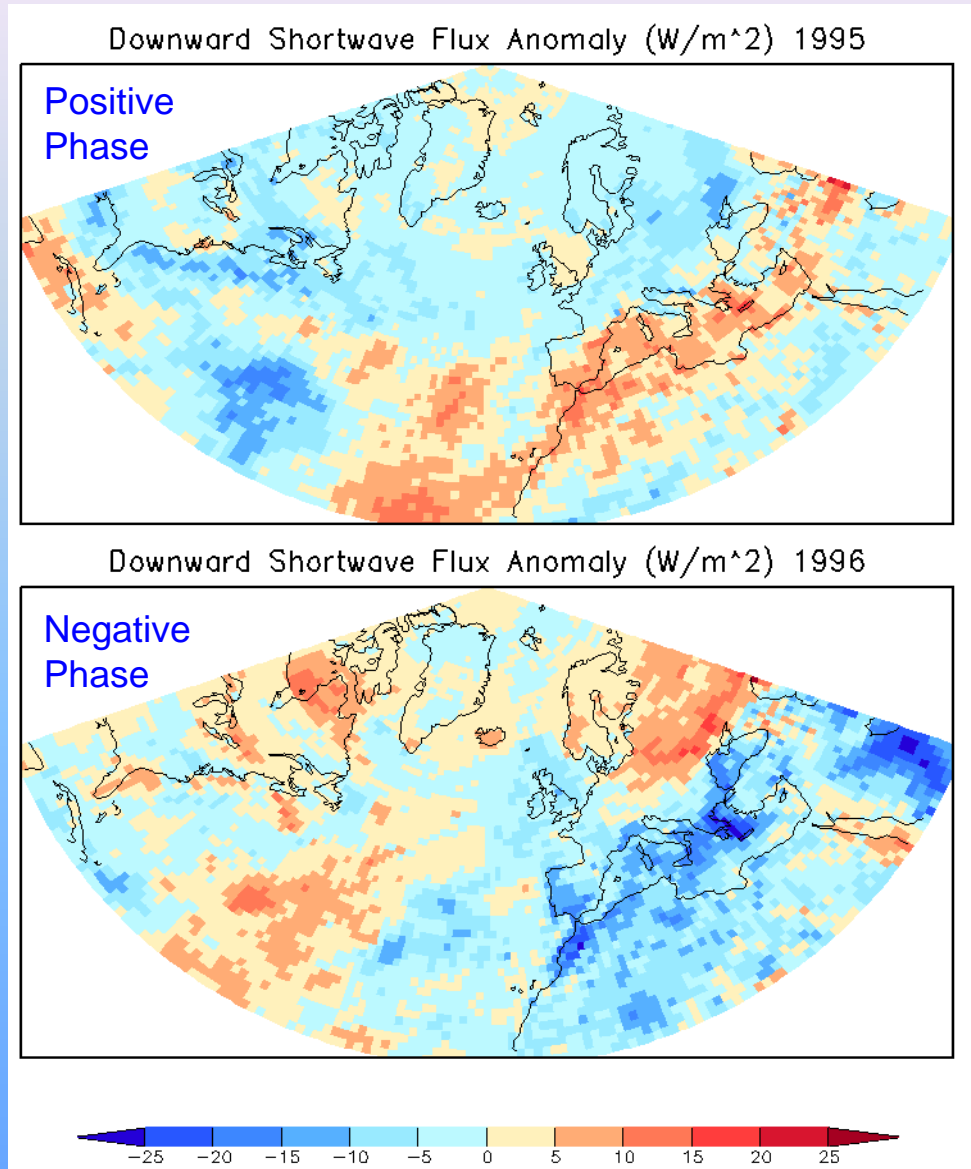 Downward Shortwave Flux Anomaly (W/m^2) 1995
Positive
Phase
Downward Shortwave Flux Anomaly (W/m^2) 1996
Negative
Phase
−25 −20 −15 −10 −5 0 5 10 15 20 25